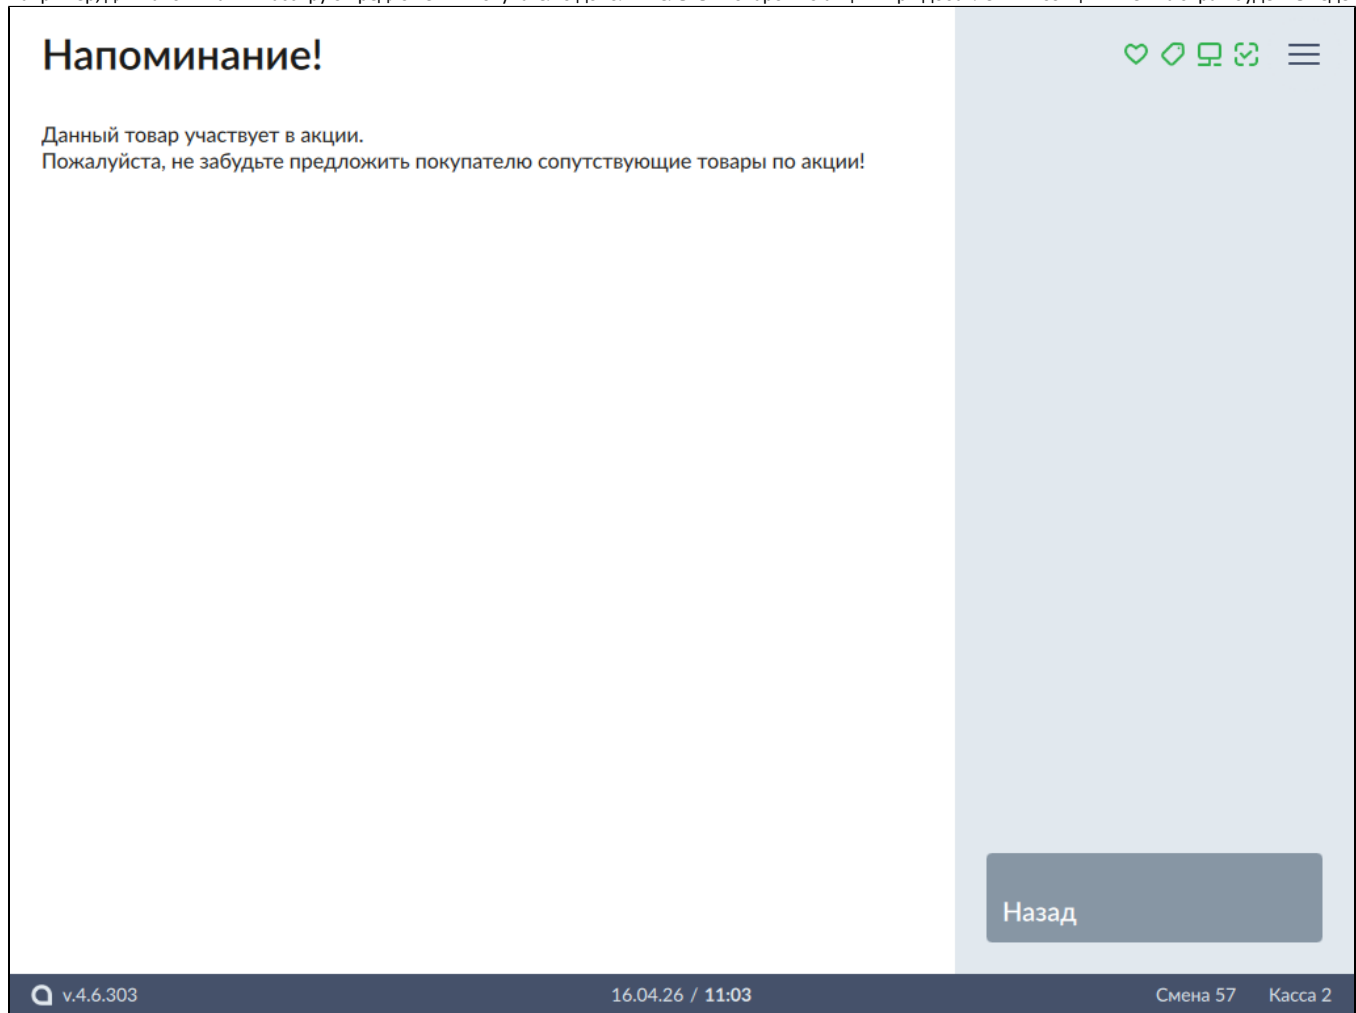 Напоминание!
Данный товар участвует в акции.
Пожалуйста, не забудьте предложить покупателю сопутствующие товары по акции!
Назад
v.4.6.303
16.04.26 / 11:03
Смена 57
Касса 2